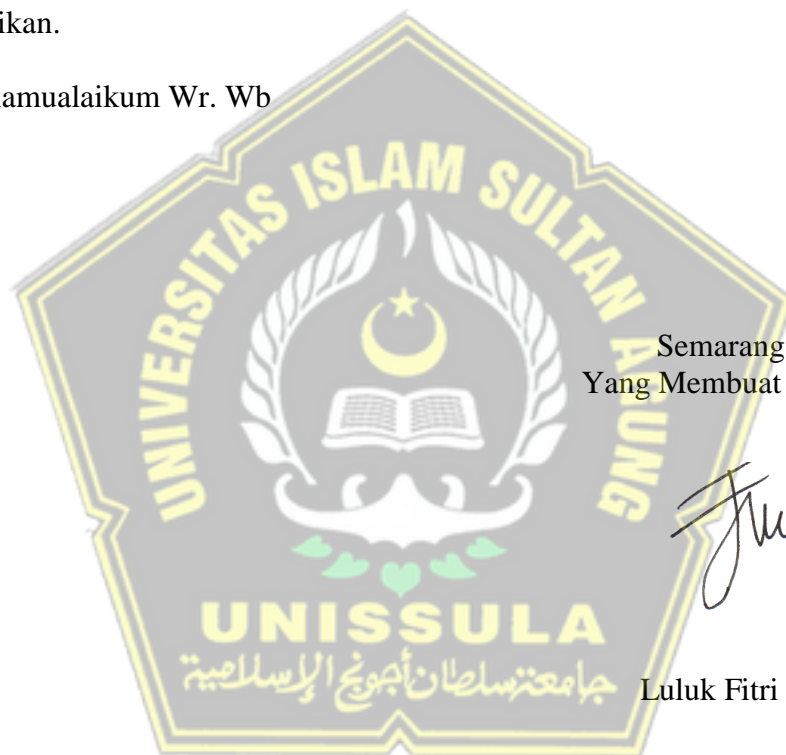 ikan.
amualaikum Wr. Wb
UNIVERSITAS ISLAM SULTAN AGUNG
Semarang
Yang Membuat
UNISSULA
جامعة سلطان أجونج الإسلامية
Luluk Fitri